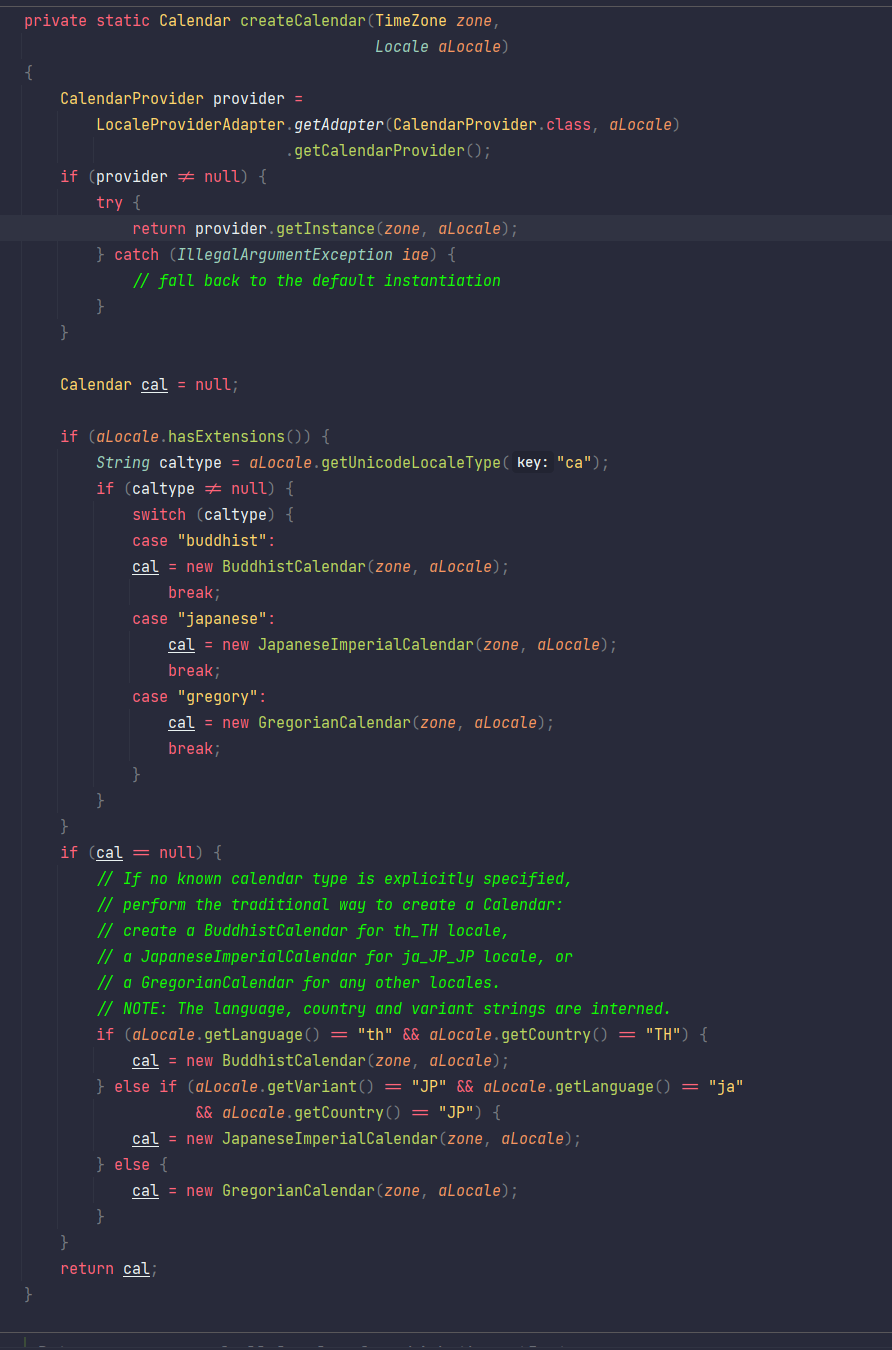 private static Calendar createCalendar(TimeZone zone,
                                       Locale aLocale)
{
    CalendarProvider provider =
        LocaleProviderAdapter.getAdapter(CalendarProvider.class, aLocale)
                             .getCalendarProvider();
    if (provider ≠ null) {
        try {
            return provider.getInstance(zone, aLocale);
        } catch (IllegalArgumentException iae) {
            // fall back to the default instantiation
        }
    }

    Calendar cal = null;

    if (aLocale.hasExtensions()) {
        String caltype = aLocale.getUnicodeLocaleType( key: "ca");
        if (caltype ≠ null) {
            switch (caltype) {
            case "buddhist":
            cal = new BuddhistCalendar(zone, aLocale);
                break;
            case "japanese":
                cal = new JapaneseImperialCalendar(zone, aLocale);
                break;
            case "gregory":
                cal = new GregorianCalendar(zone, aLocale);
                break;
            }
        }
    }
    if (cal == null) {
        // If no known calendar type is explicitly specified,
        // perform the traditional way to create a Calendar:
        // create a BuddhistCalendar for th_TH locale,
        // a JapaneseImperialCalendar for ja_JP_JP locale, or
        // a GregorianCalendar for any other locales.
        // NOTE: The language, country and variant strings are interned.
        if (aLocale.getLanguage() == "th" && aLocale.getCountry() == "TH") {
            cal = new BuddhistCalendar(zone, aLocale);
        } else if (aLocale.getVariant() == "JP" && aLocale.getLanguage() == "ja"
                   && aLocale.getCountry() == "JP") {
            cal = new JapaneseImperialCalendar(zone, aLocale);
        } else {
            cal = new GregorianCalendar(zone, aLocale);
        }
    }
    return cal;
}